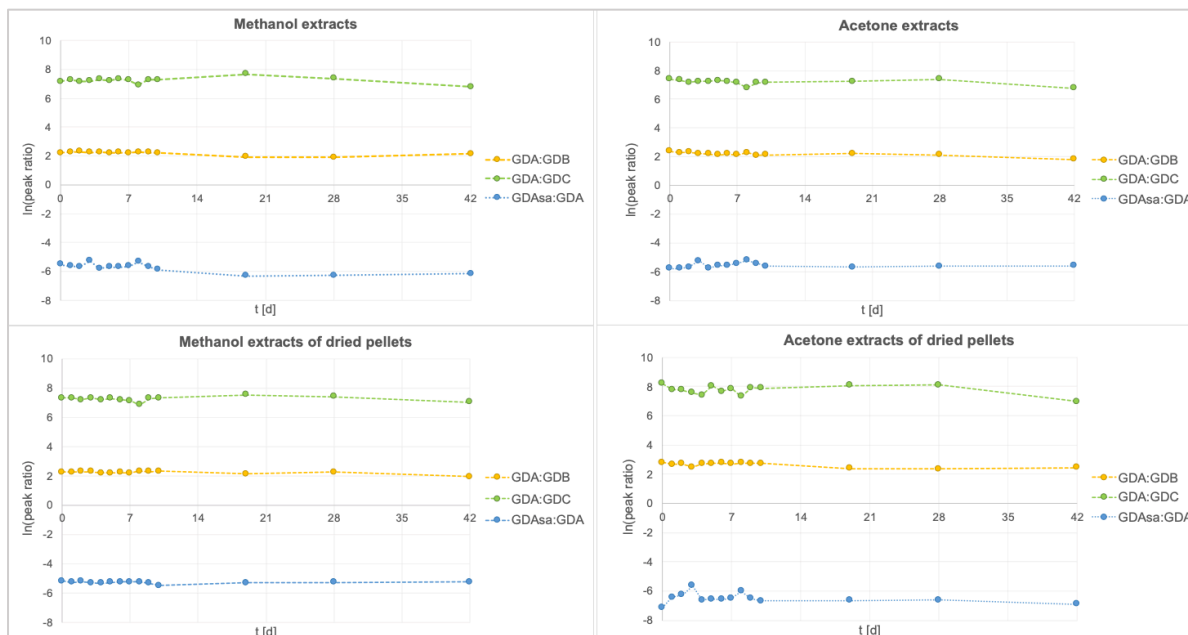 Methanol extracts
10
8
6
4
2
0
-2
-4
-6
-8
0 7 14 21 28 35 42
ln(peak ratio)
t [d]
GDA:GDB
GDA:GDC
GDAsa:GDA
Acetone extracts
10
8
6
4
2
0
-2
-4
-6
-8
0 7 14 21 28 35 42
ln(peak ratio)
t [d]
GDA:GDB
GDA:GDC
GDAsa:GDA
Methanol extracts of dried pellets
10
8
6
4
2
0
-2
-4
-6
-8
0 7 14 21 28 35 42
ln(peak ratio)
t [d]
GDA:GDB
GDA:GDC
GDAsa:GDA
Acetone extracts of dried pellets
10
8
6
4
2
0
-2
-4
-6
-8
0 7 14 21 28 35 42
ln(peak ratio)
t [d]
GDA:GDB
GDA:GDC
GDAsa:GDA